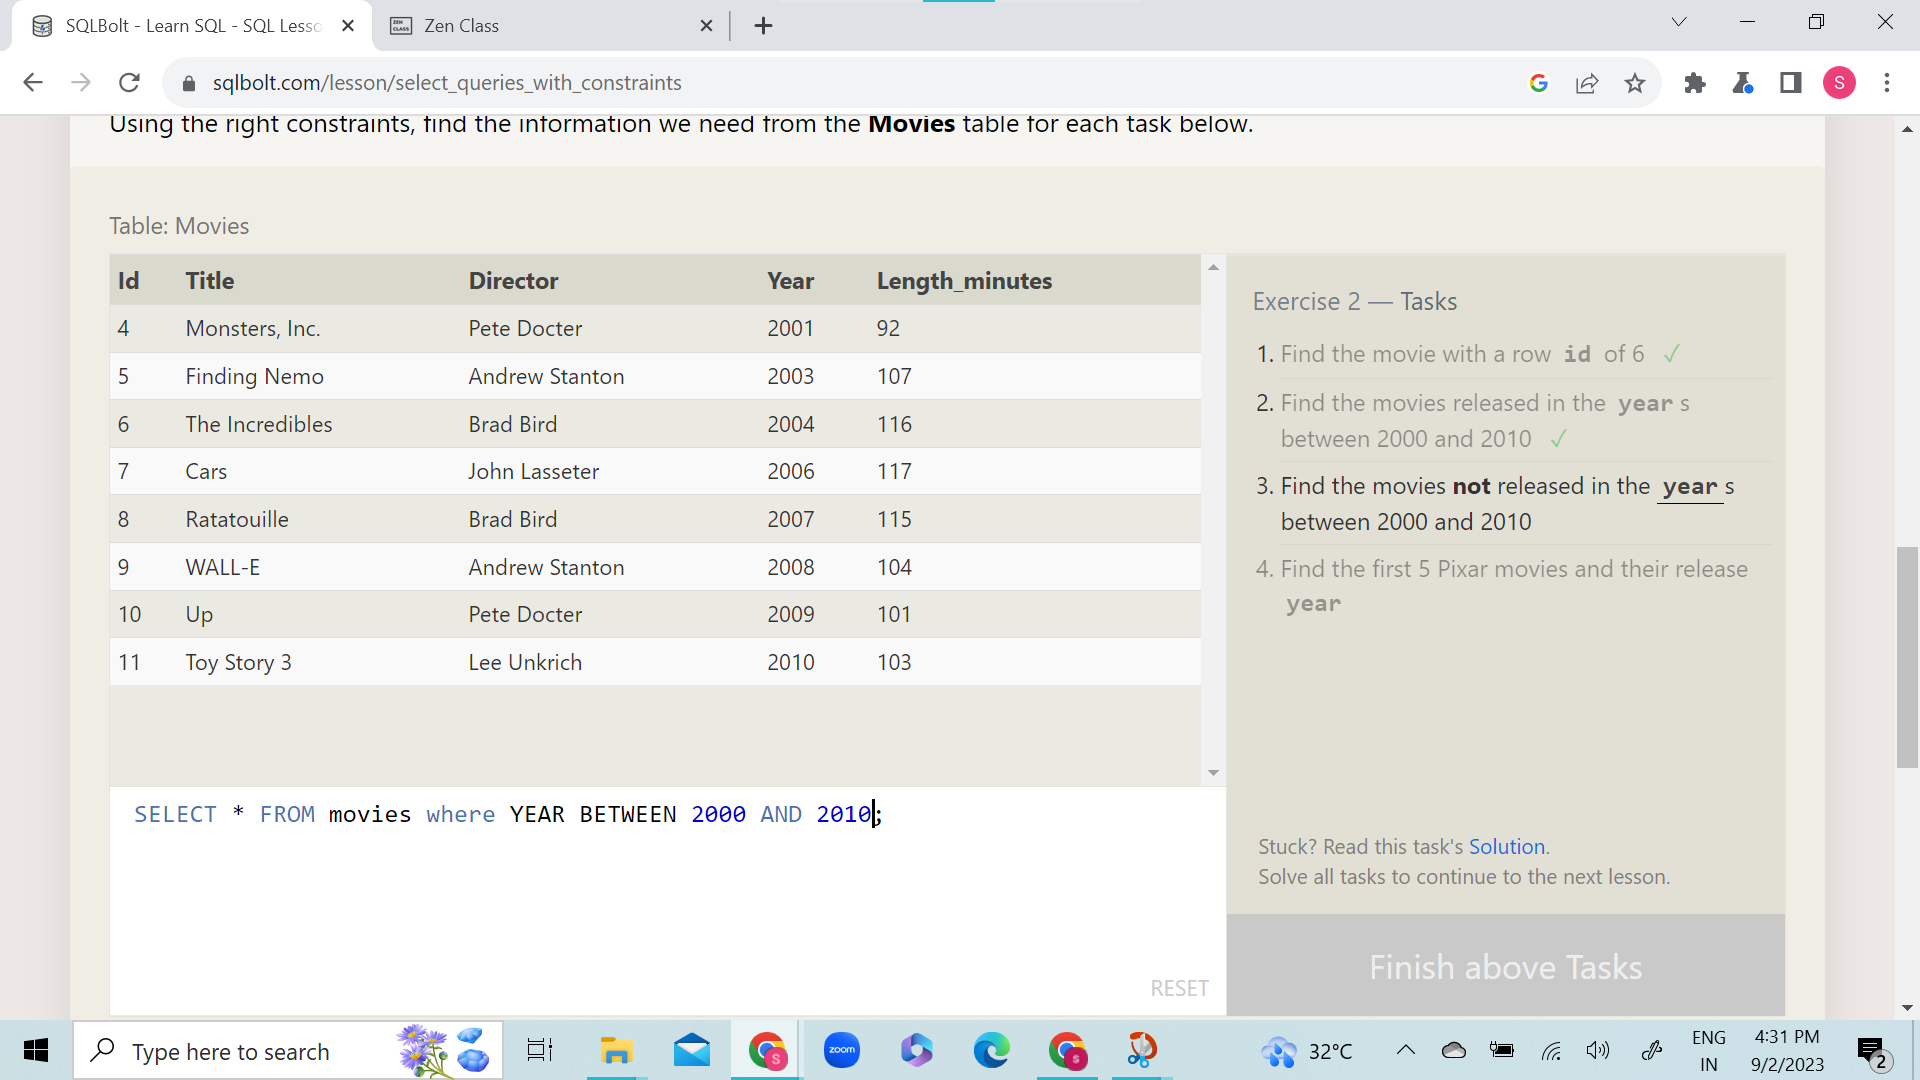 SQLBolt - Learn SQL - SQL Lesso
Zen Class
sqlbolt.com/lesson/select_queries_with_constraints
S
Using the right constraints, find the information we need from the Movies table for each task below.
Table: Movies
Id Title Director Year Length_minutes
4 Monsters, Inc. Pete Docter 2001 92
5 Finding Nemo Andrew Stanton 2003 107
6 The Incredibles Brad Bird 2004 116
7 Cars John Lasseter 2006 117
8 Ratatouille Brad Bird 2007 115
9 WALL-E Andrew Stanton 2008 104
10 Up Pete Docter 2009 101
11 Toy Story 3 Lee Unkrich 2010 103
SELECT * FROM movies where YEAR BETWEEN 2000 AND 2010;
RESET
Exercise 2 — Tasks
1. Find the movie with a row id of 6 ✓
2. Find the movies released in the year s
between 2000 and 2010 ✓
3. Find the movies not released in the year s
between 2000 and 2010
4. Find the first 5 Pixar movies and their release
year
Stuck? Read this task's Solution.
Solve all tasks to continue to the next lesson.
Finish above Tasks
Type here to search
S
zoom
s
32°C
ENG
IN
4:31 PM
9/2/2023
2